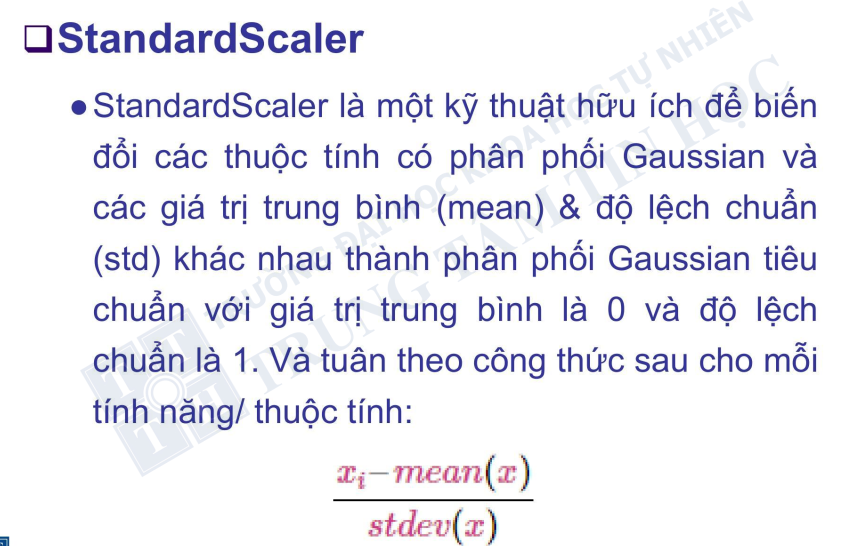 StandardScaler
●StandardScaler là một kỹ thuật hữu ích để biến
đổi các thuộc tính có phân phối Gaussian và
các giá trị trung bình (mean) & độ lệch chuẩn
(std) khác nhau thành phân phối Gaussian tiêu
chuẩn với giá trị trung bình là 0 và độ lệch
chuẩn là 1. Và tuân theo công thức sau cho mỗi
tính năng/ thuộc tính:
xᵢ−mean(x)
stdev(x)
TRƯỜNG ĐẠI HỌC KHOA HỌC TỰ NHIÊN
TRUNG TÂM TIN HỌC